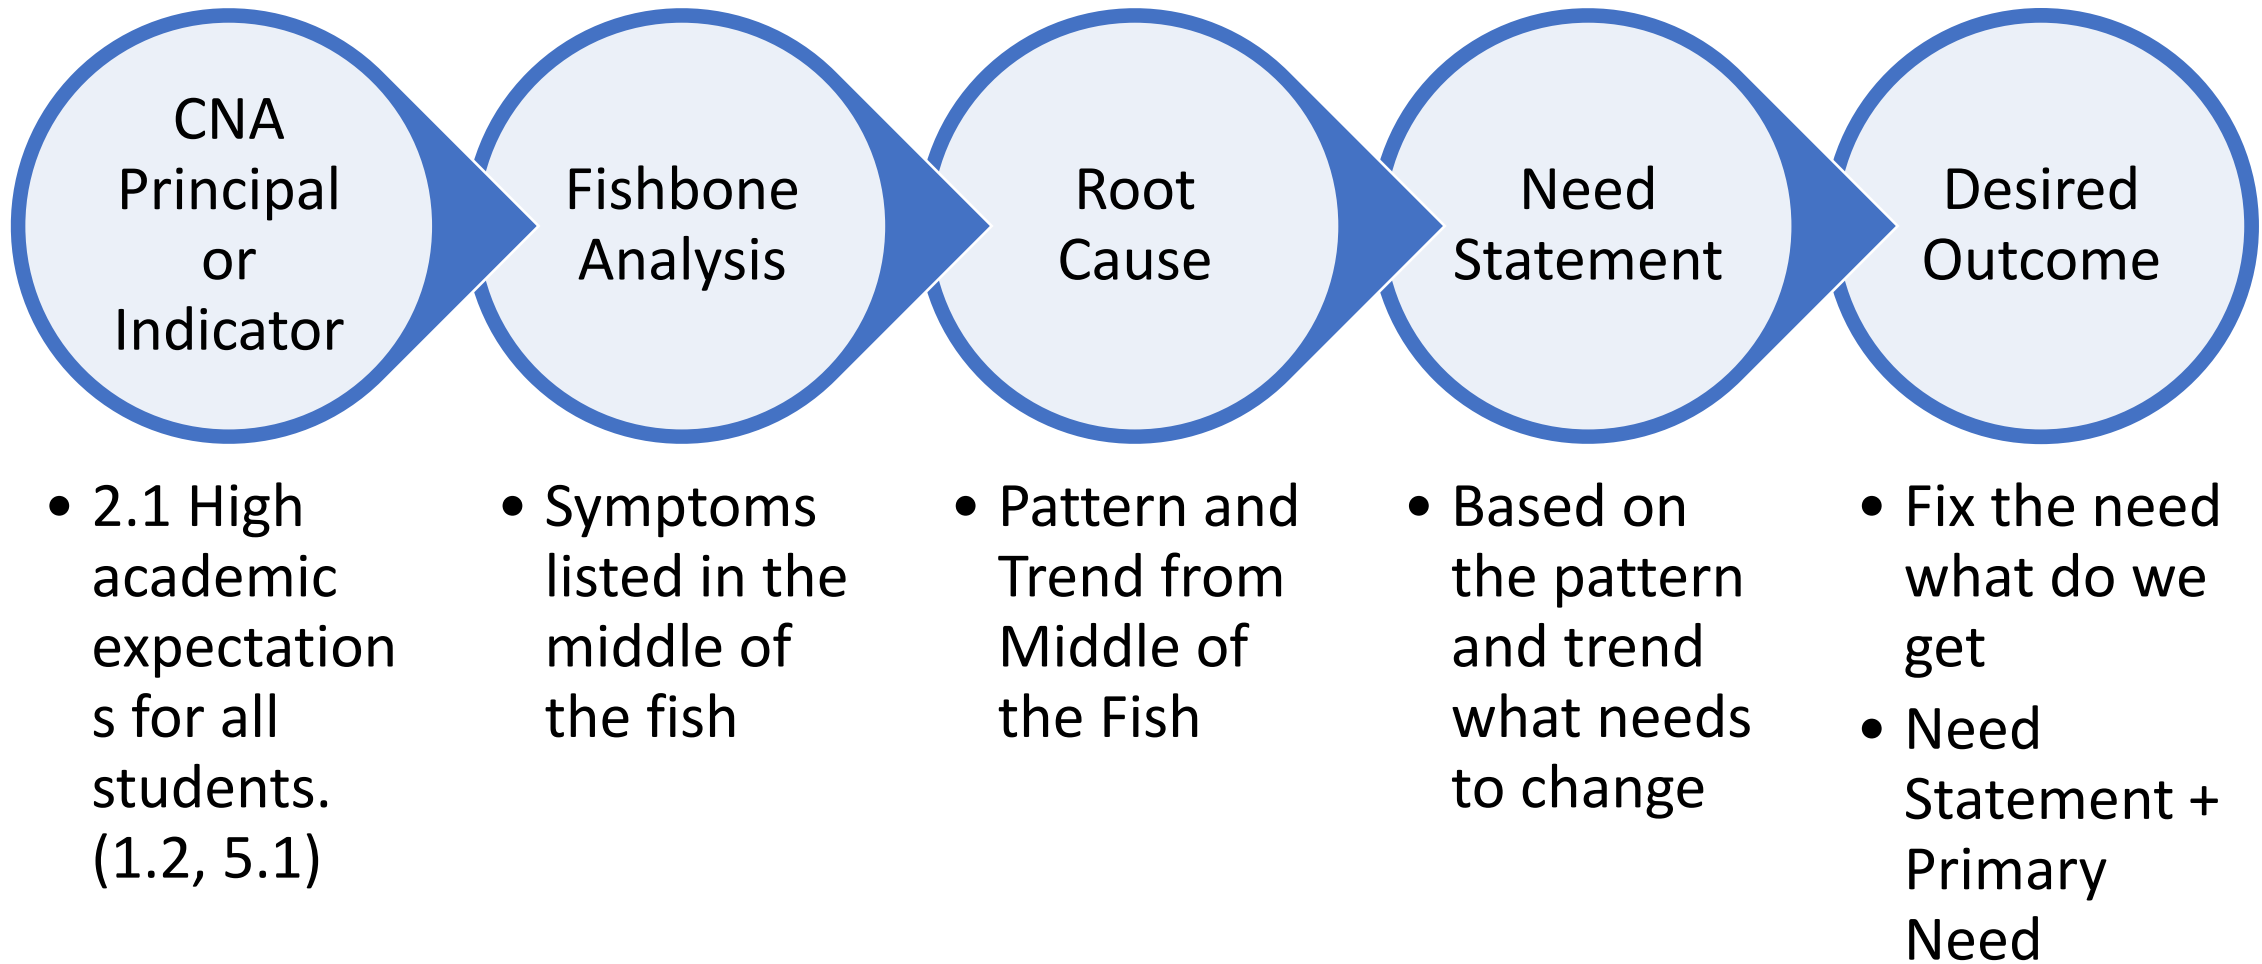 CNA
Principal
or
Indicator
Fishbone
Analysis
Root
Cause
Need
Statement
Desired
Outcome
• 2.1 High
academic
expectation
s for all
students.
(1.2, 5.1)
• Symptoms
listed in the
middle of
the fish
• Pattern and
Trend from
Middle of
the Fish
• Based on
the pattern
and trend
what needs
to change
• Fix the need
what do we
get
• Need
Statement +
Primary
Need